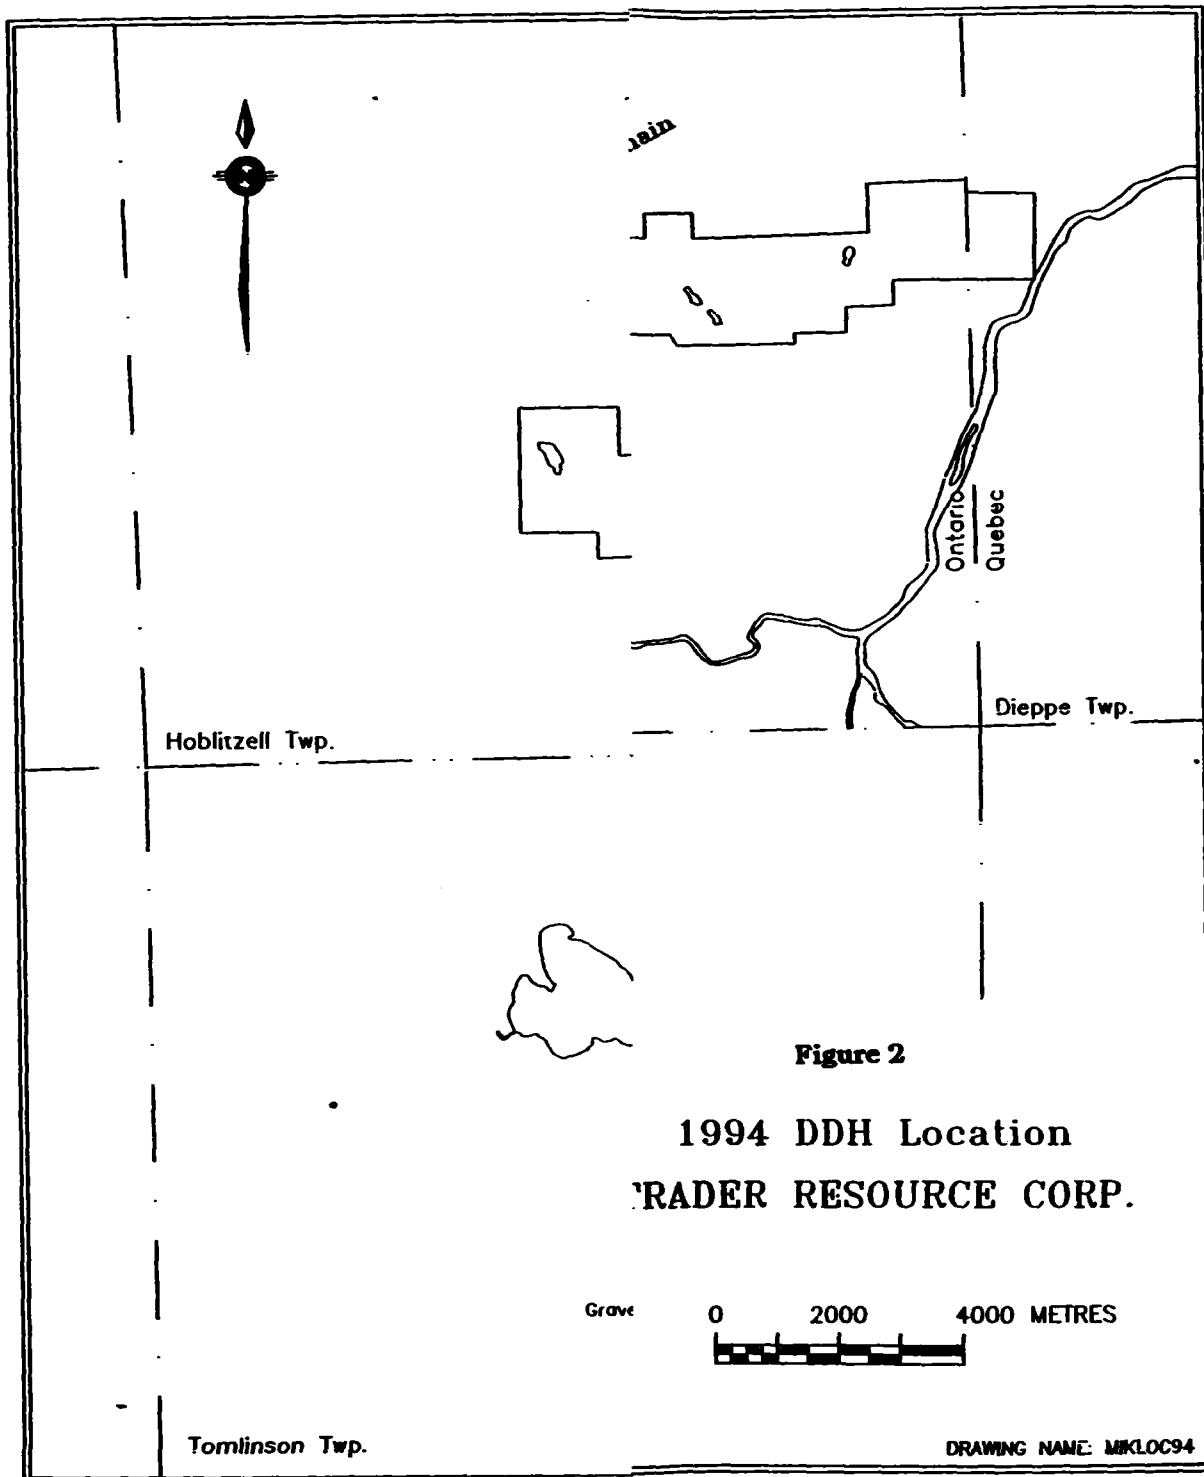 Ontario
Quebec
Dieppe Twp.
Hoblitzell Twp.
Figure 2
1994 DDH Location
RADER RESOURCE CORP.
Grave
0 2000 4000 METRES
Tomlinson Twp.
DRAWING NAME: MIKLOC94